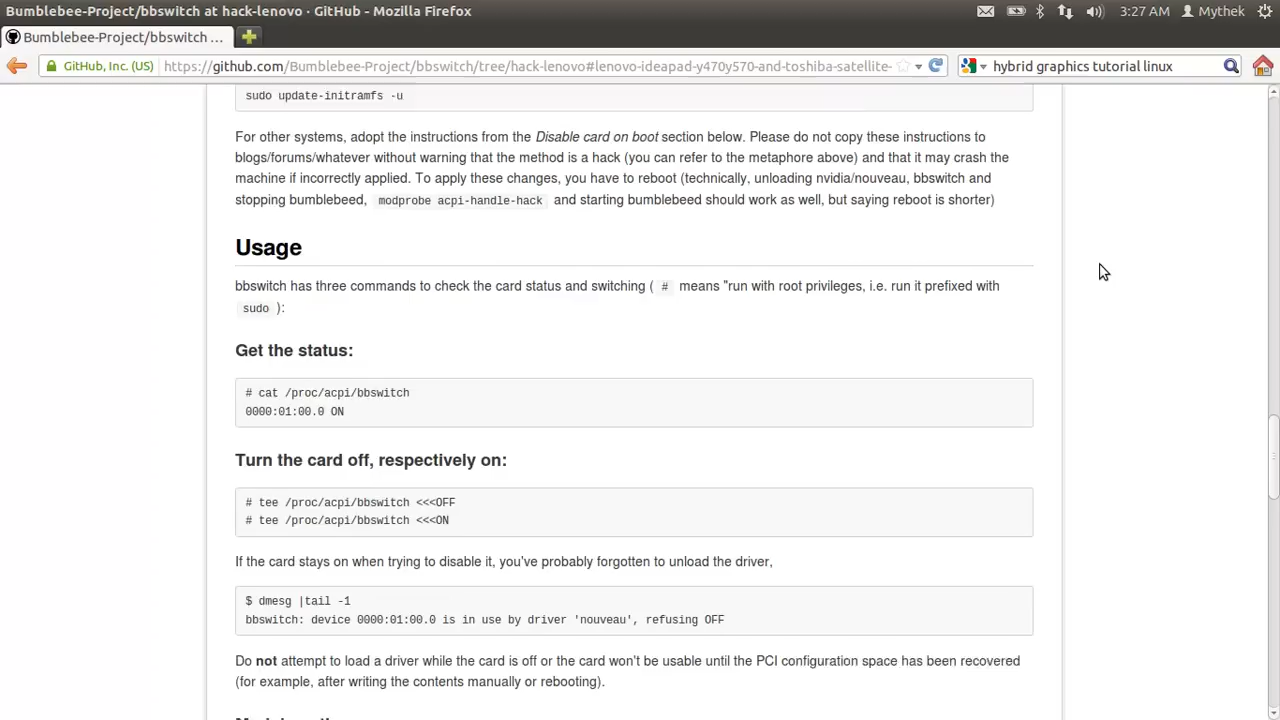 Bumblebee-Project/bbswitch at hack-lenovo · GitHub - Mozilla Firefox
3:27 AM Mythek
Bumblebee-Project/bbswitch ...
GitHub, Inc. (US) https://github.com/Bumblebee-Project/bbswitch/tree/hack-lenovo#lenovo-ideapad-y470y570-and-toshiba-satellite- hybrid graphics tutorial linux
sudo update-initramfs -u
For other systems, adopt the instructions from the Disable card on boot section below. Please do not copy these instructions to
blogs/forums/whatever without warning that the method is a hack (you can refer to the metaphore above) and that it may crash the
machine if incorrectly applied. To apply these changes, you have to reboot (technically, unloading nvidia/nouveau, bbswitch and
stopping bumblebeed, modprobe acpi-handle-hack and starting bumblebeed should work as well, but saying reboot is shorter)
Usage
bbswitch has three commands to check the card status and switching ( # means "run with root privileges, i.e. run it prefixed with
sudo ):
Get the status:
# cat /proc/acpi/bbswitch
0000:01:00.0 ON
Turn the card off, respectively on:
# tee /proc/acpi/bbswitch <<<OFF
# tee /proc/acpi/bbswitch <<<ON
If the card stays on when trying to disable it, you've probably forgotten to unload the driver,
$ dmesg |tail -1
bbswitch: device 0000:01:00.0 is in use by driver 'nouveau', refusing OFF
Do not attempt to load a driver while the card is off or the card won't be usable until the PCI configuration space has been recovered
(for example, after writing the contents manually or rebooting).